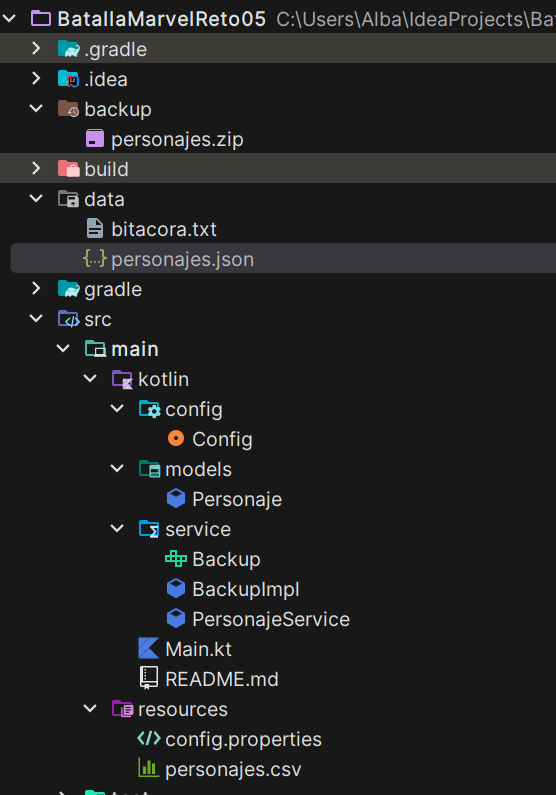 BatallaMarvelReto05 C:\Users\Alba\IdeaProjects\Ba
.gradle
.idea
backup
personajes.zip
build
data
bitacora.txt
personajes.json
gradle
src
main
kotlin
config
Config
models
Personaje
service
Backup
BackupImpl
PersonajeService
Main.kt
README.md
resources
config.properties
personajes.csv